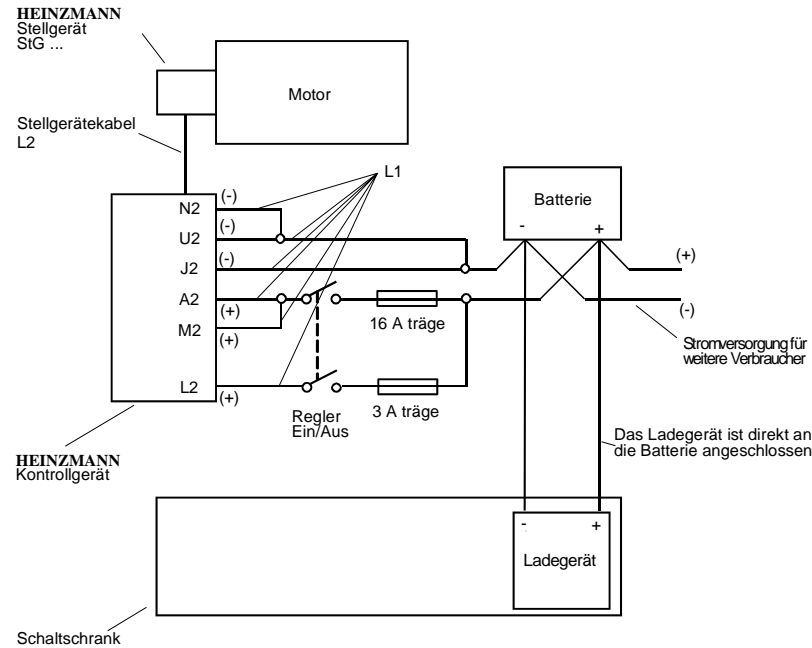 HEINZMANN
Stellgerät
StG ...
Motor
Stellgerätekabel
L2
L1
Batterie
- +
N2 (-)
U2 (-)
J2 (-)
A2 (+)
M2 (+)
L2 (+)
(+)
(-)
16 A träge
3 A träge
Regler
Ein/Aus
Stromversorgung für
weitere Verbraucher
HEINZMANN
Kontrollgerät
Das Ladegerät ist direkt an
die Batterie angeschlossen
- +
Ladegerät
Schaltschrank